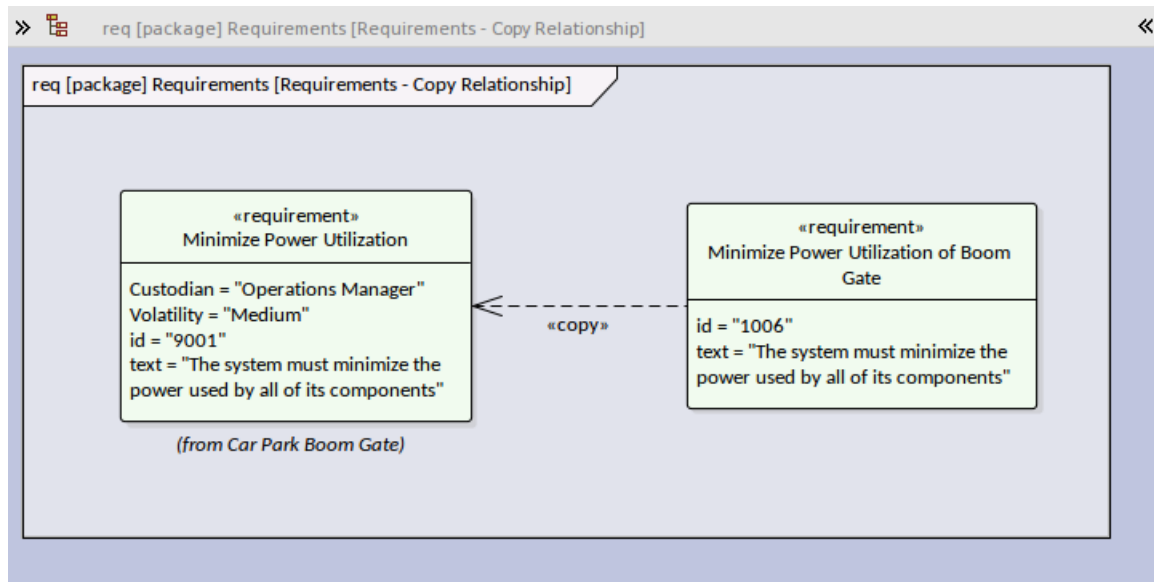 req [package] Requirements [Requirements - Copy Relationship]
req [package] Requirements [Requirements - Copy Relationship]
«requirement»
Minimize Power Utilization
Custodian = "Operations Manager"
Volatility = "Medium"
id = "9001"
text = "The system must minimize the
power used by all of its components"
(from Car Park Boom Gate)
«copy»
«requirement»
Minimize Power Utilization of Boom
Gate
id = "1006"
text = "The system must minimize the
power used by all of its components"